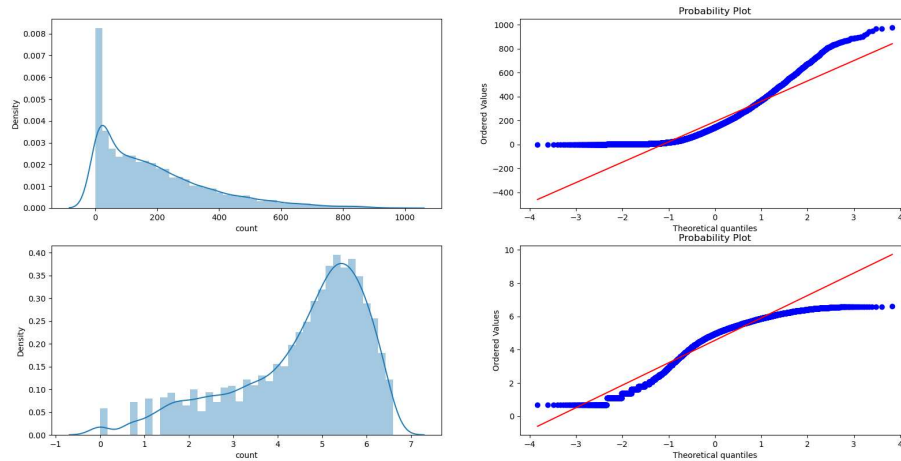 0.008
0.007
0.006
0.005
0.004
0.003
0.002
0.001
0.000
Density
0 200 400 600 800 1000
count
Probability Plot
1000
800
600
400
200
0
−200
−400
Ordered Values
−4 −3 −2 −1 0 1 2 3 4
Theoretical quantiles
0.40
0.35
0.30
0.25
0.20
0.15
0.10
0.05
0.00
Density
−1 0 1 2 3 4 5 6 7
count
Probability Plot
10
8
6
4
2
0
Ordered Values
−4 −3 −2 −1 0 1 2 3 4
Theoretical quantiles